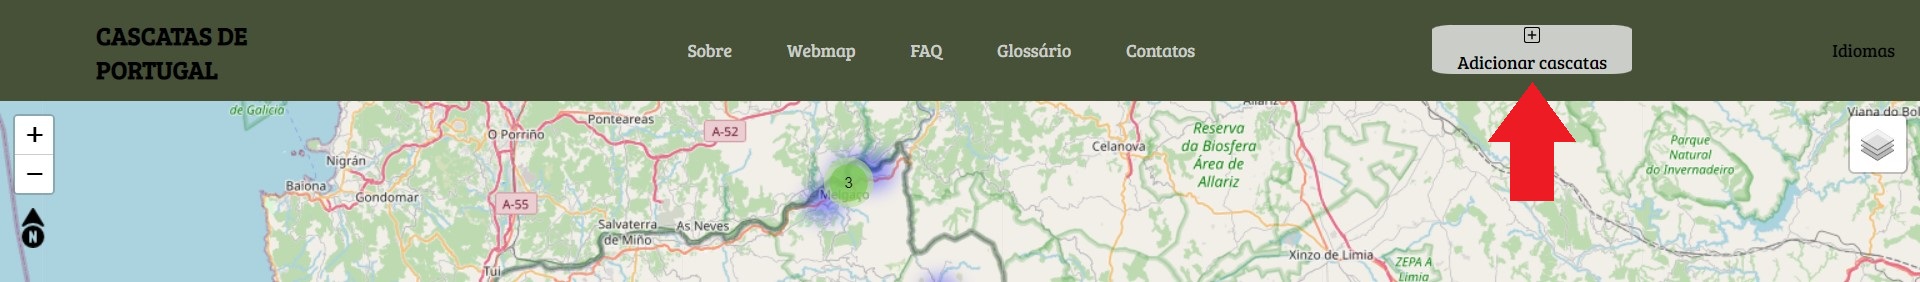 CASCATAS DE
PORTUGAL
Sobre
Webmap
FAQ
Glossário
Contatos
Adicionar cascatas
Idiomas
de Galicia
O Porriño
Ponteareas
A-52
Nigrán
Baiona
Gondomar
A-55
Salvaterra
de Miño
As Neves
Tui
3
Celanova
Allariz
Reserva
da Biosfera
Área de
Allariz
Parque
Natural
do Invernadeiro
Xinzo de Limia
ZEPA A
Limia
Viana do Bol
+
−
N